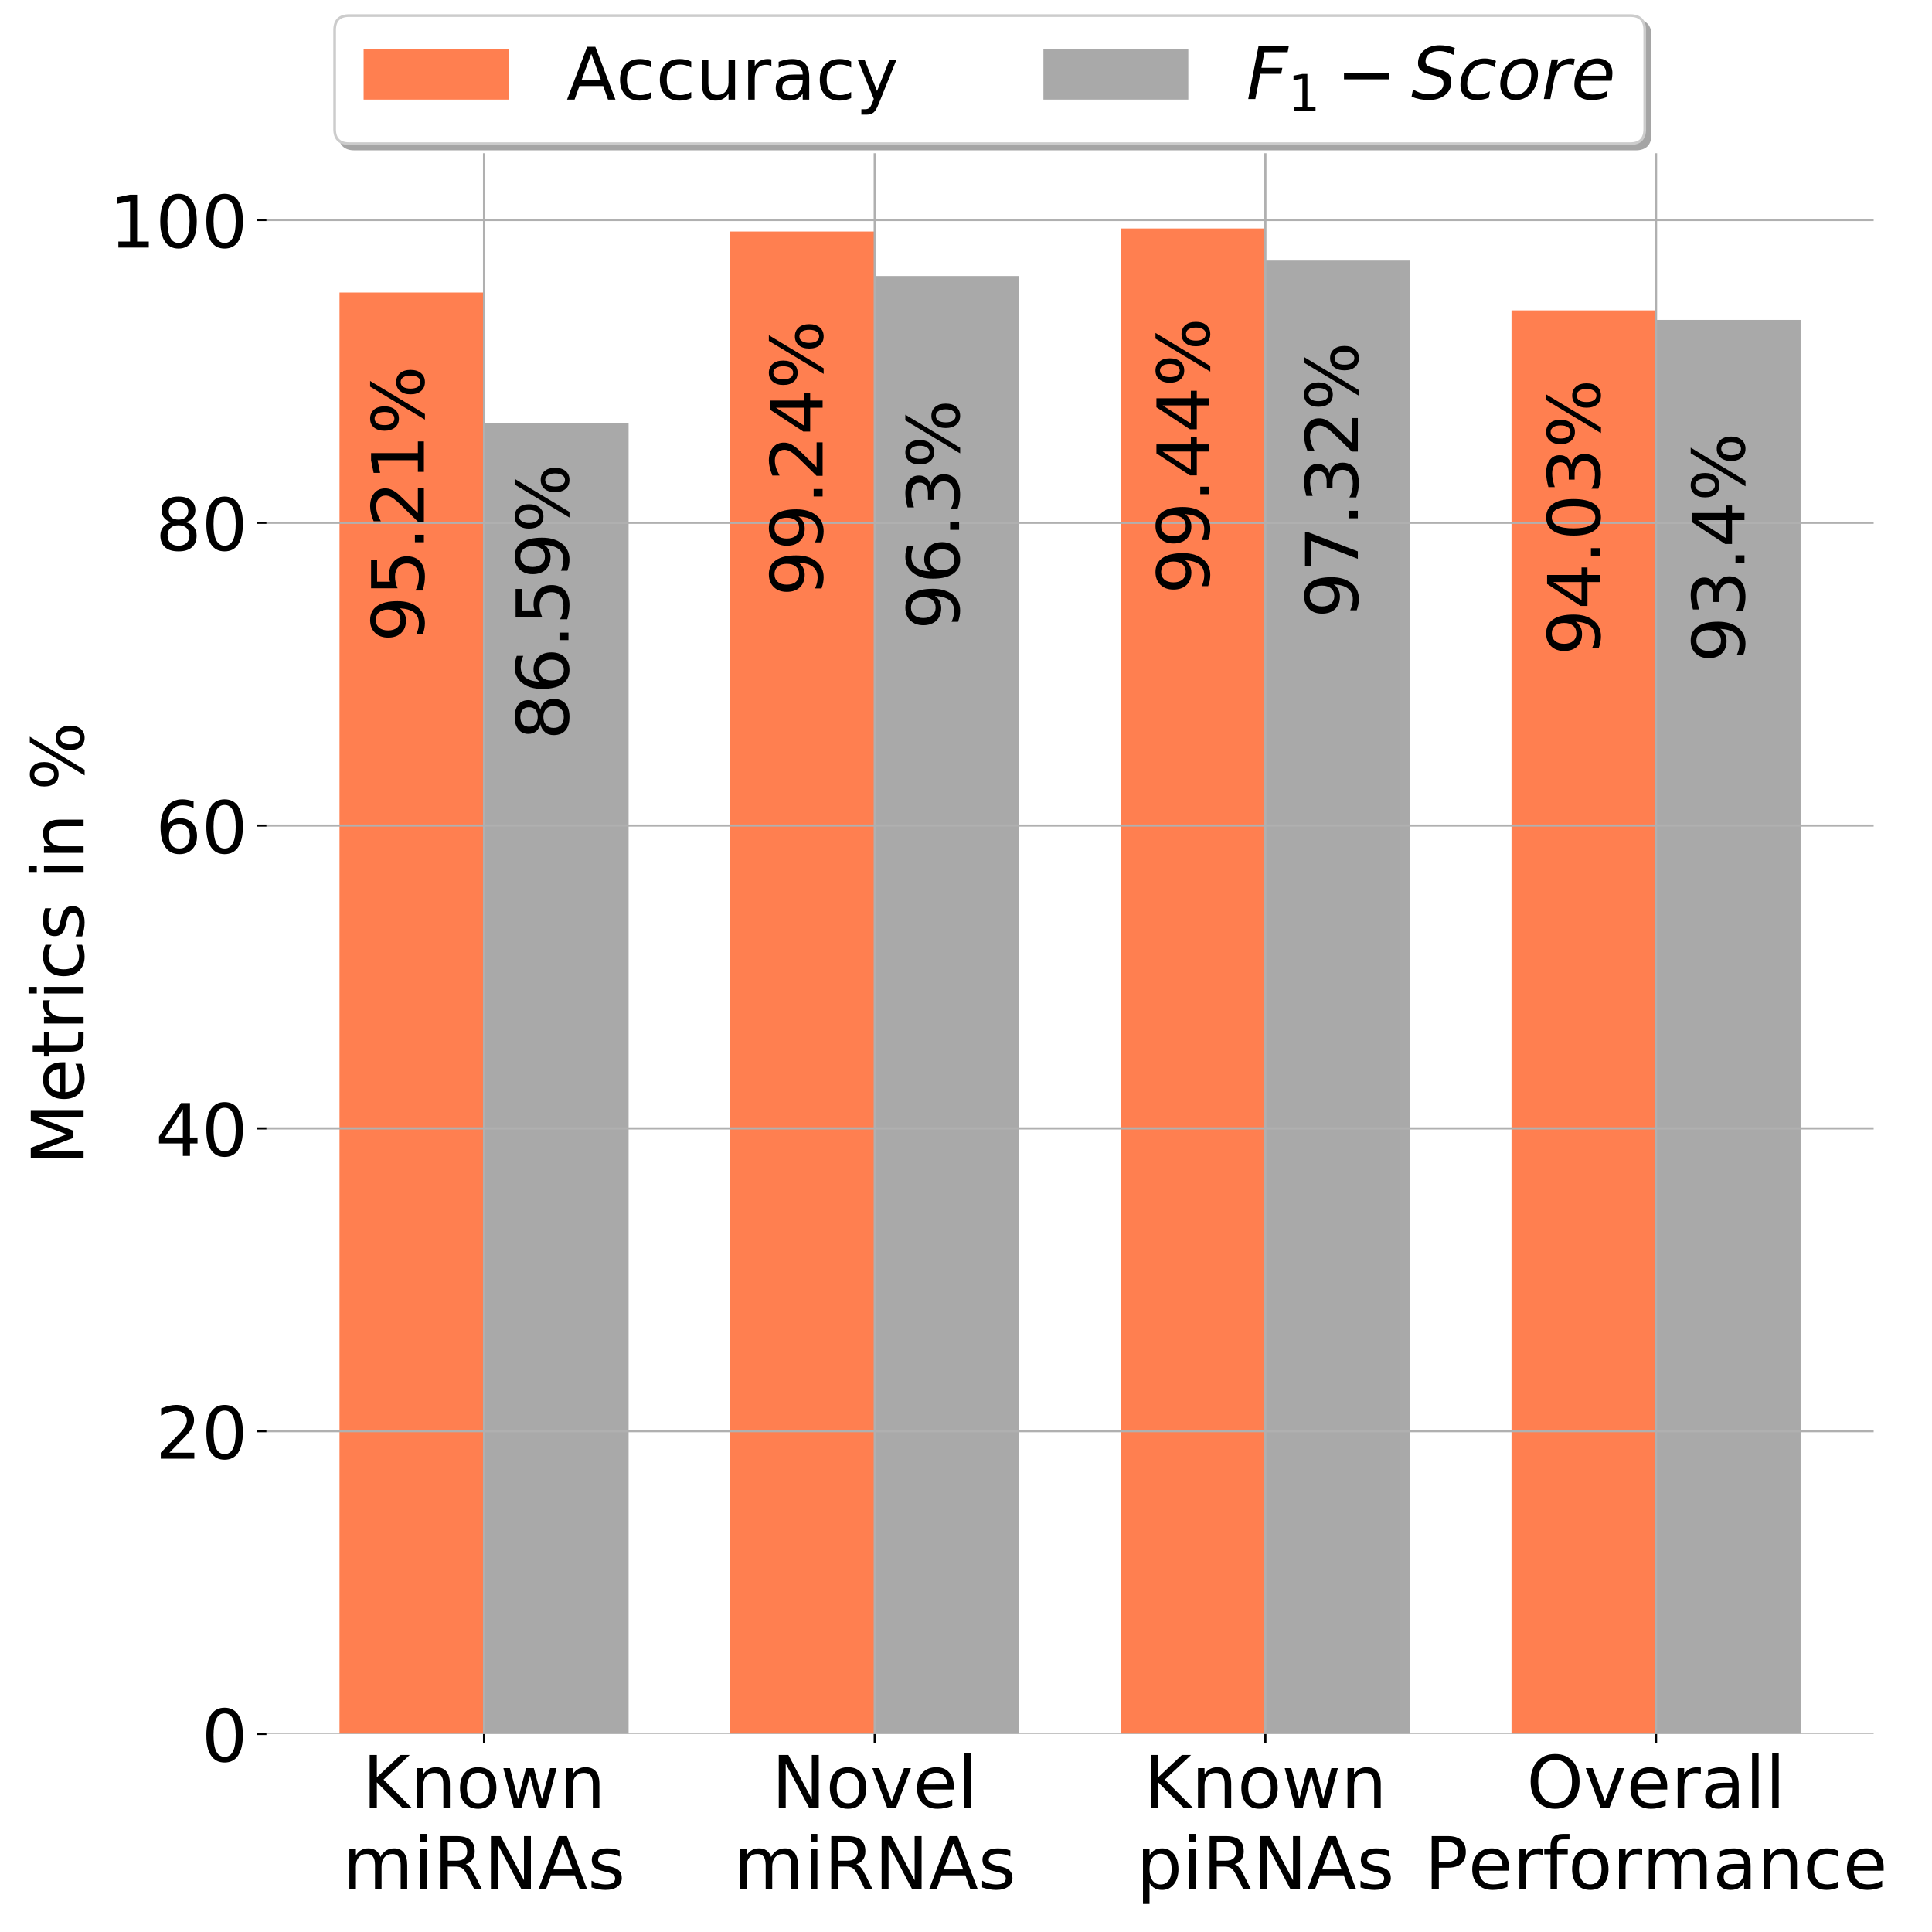 Accuracy
F₁ − Score
Metrics in %
100
80
60
40
20
0
95.21%
86.59%
99.24%
96.3%
99.44%
97.32%
94.03%
93.4%
Known
miRNAs
Novel
miRNAs
Known
piRNAs
Overall
Performance